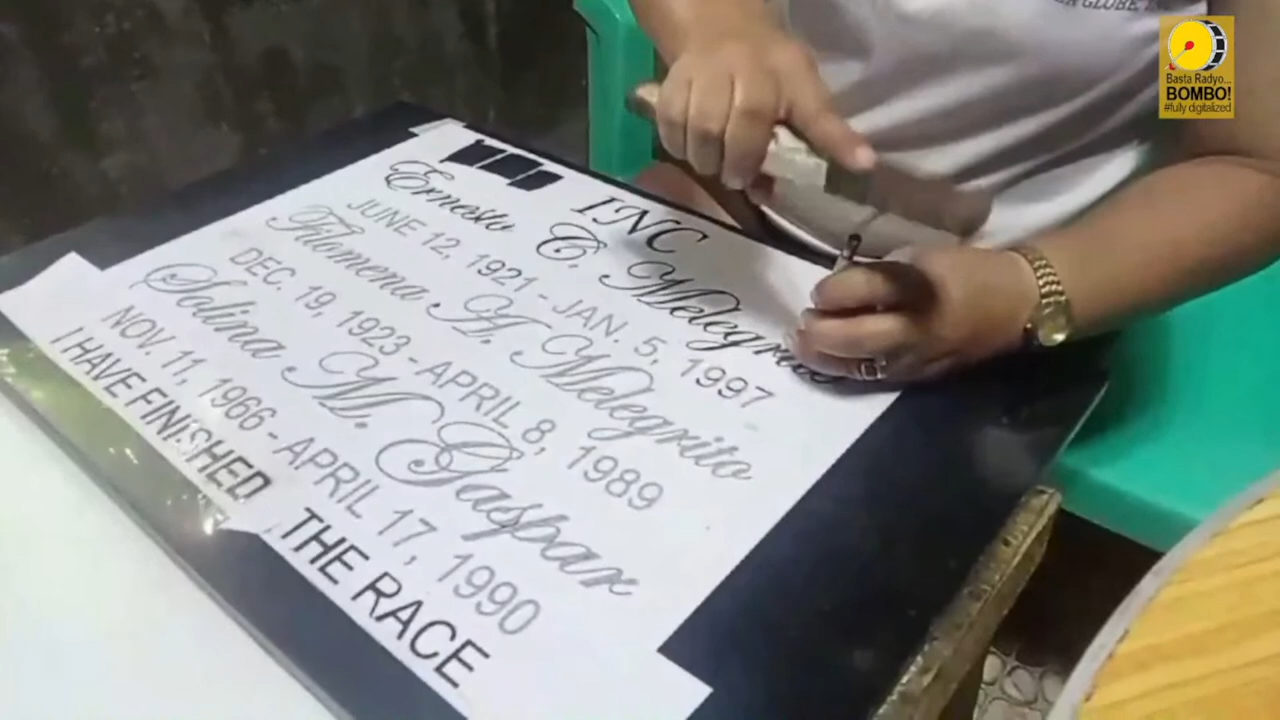 INC
Ernesto C. Melegrito
JUNE 12, 1921 - JAN. 5, 1997
Filomena A. Melegrito
DEC. 19, 1923 - APRIL 8, 1989
Solina M. Gaspar
NOV. 11, 1966 - APRIL 17, 1990
I HAVE FINISHED THE RACE
Basta Radyo...
BOMBO!
#fully digitalized